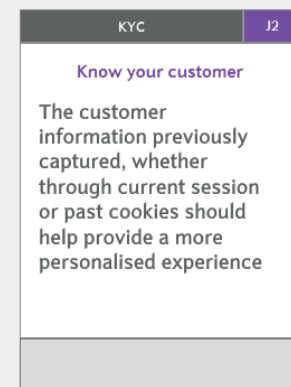 KYC J2
Know your customer
The customer
information previously
captured, whether
through current session
or past cookies should
help provide a more
personalised experience